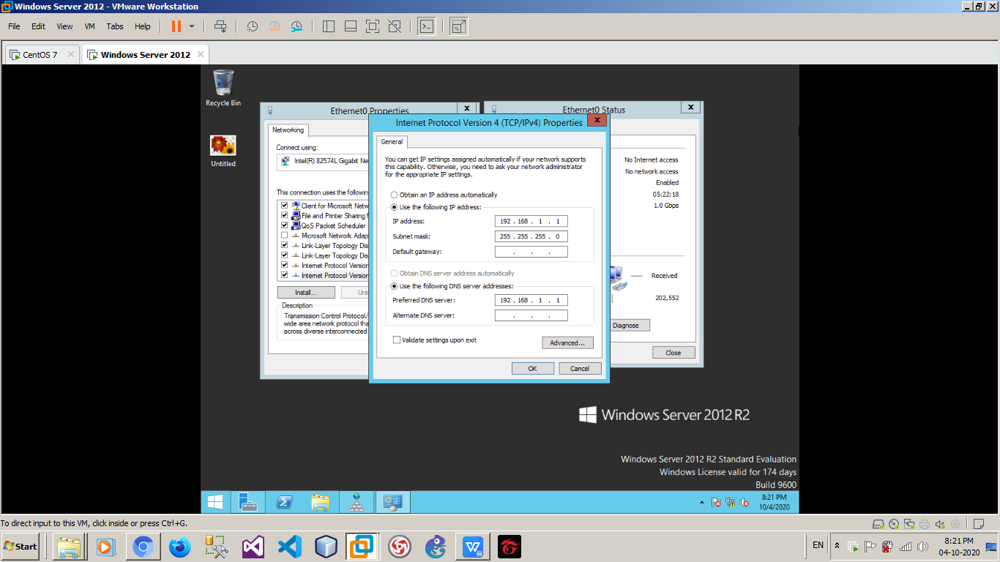 Windows Server 2012 - VMware Workstation
File Edit View VM Tabs Help
CentOS 7
Windows Server 2012
Recycle Bin
Untitled
Ethernet0 Properties
Networking
Connect using:
Intel(R) 82574L Gigabit Ne
This connection uses the following
Client for Microsoft Netw
File and Printer Sharing f
QoS Packet Scheduler
Microsoft Network Adap
Link-Layer Topology Dis
Link-Layer Topology Dis
Internet Protocol Version
Internet Protocol Version
Install...
Unin
Description
Transmission Control Protocol/
wide area network protocol tha
across diverse interconnected
Ethernet0 Status
No Internet access
No network access
Enabled
05:22:18
1.0 Gbps
Received
202,552
Diagnose
Close
Internet Protocol Version 4 (TCP/IPv4) Properties
General
You can get IP settings assigned automatically if your network supports
this capability. Otherwise, you need to ask your network administrator
for the appropriate IP settings.
Obtain an IP address automatically
Use the following IP address:
IP address: 192 . 168 . 1 . 1
Subnet mask: 255 . 255 . 255 . 0
Default gateway: . . .
Obtain DNS server address automatically
Use the following DNS server addresses:
Preferred DNS server: 192 . 168 . 1 . 1
Alternate DNS server: . . .
Validate settings upon exit
Advanced...
OK
Cancel
Windows Server 2012 R2
Windows Server 2012 R2 Standard Evaluation
Windows License valid for 174 days
Build 9600
8:21 PM
10/4/2020
To direct input to this VM, click inside or press Ctrl+G.
Start
EN
8:21 PM
04-10-2020